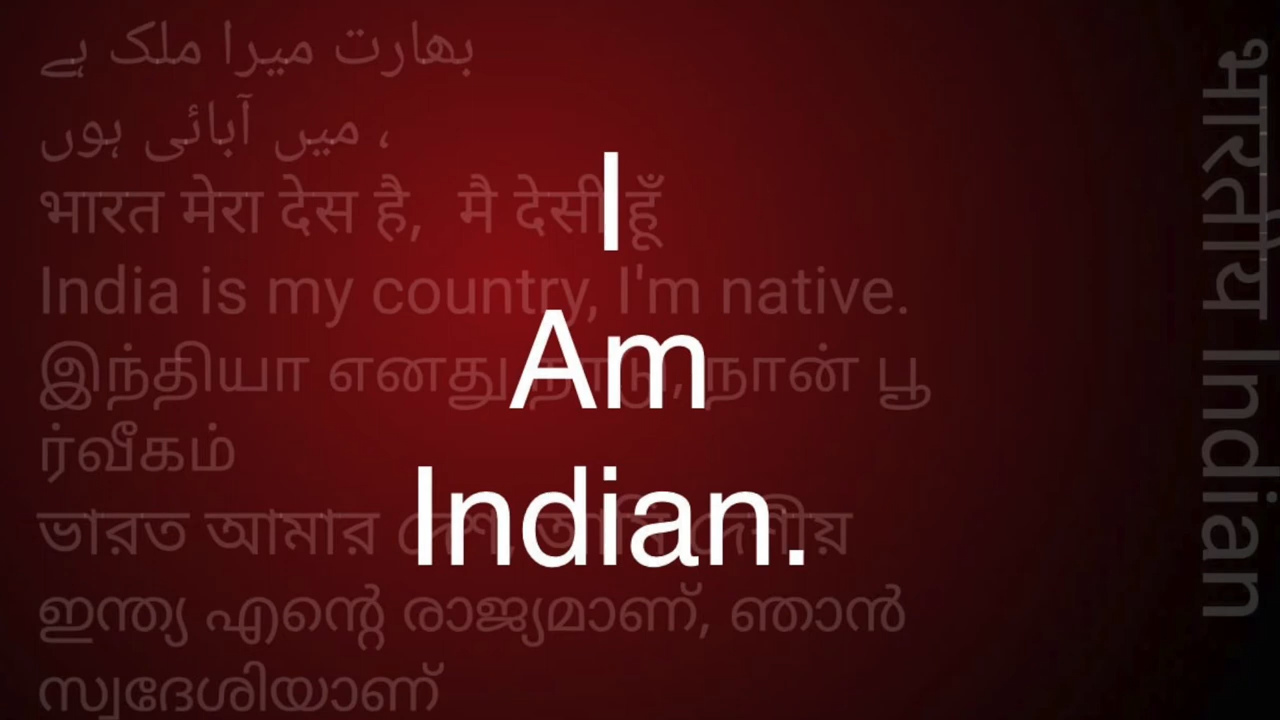 بھارت میرا ملک ہے
، میں آبائی ہوں
भारत मेरा देस है, मै देसी हूँ
India is my country, I'm native.
இந்தியா எனது நாடு, நான் பூ
ர்வீகம்
ভারত আমার দেশ, আমি দেশীয়
ഇന്ത്യ എന്റെ രാജ്യമാണ്, ഞാൻ
സ്വദേശിയാണ്
I
Am
Indian.
भारतीय Indian